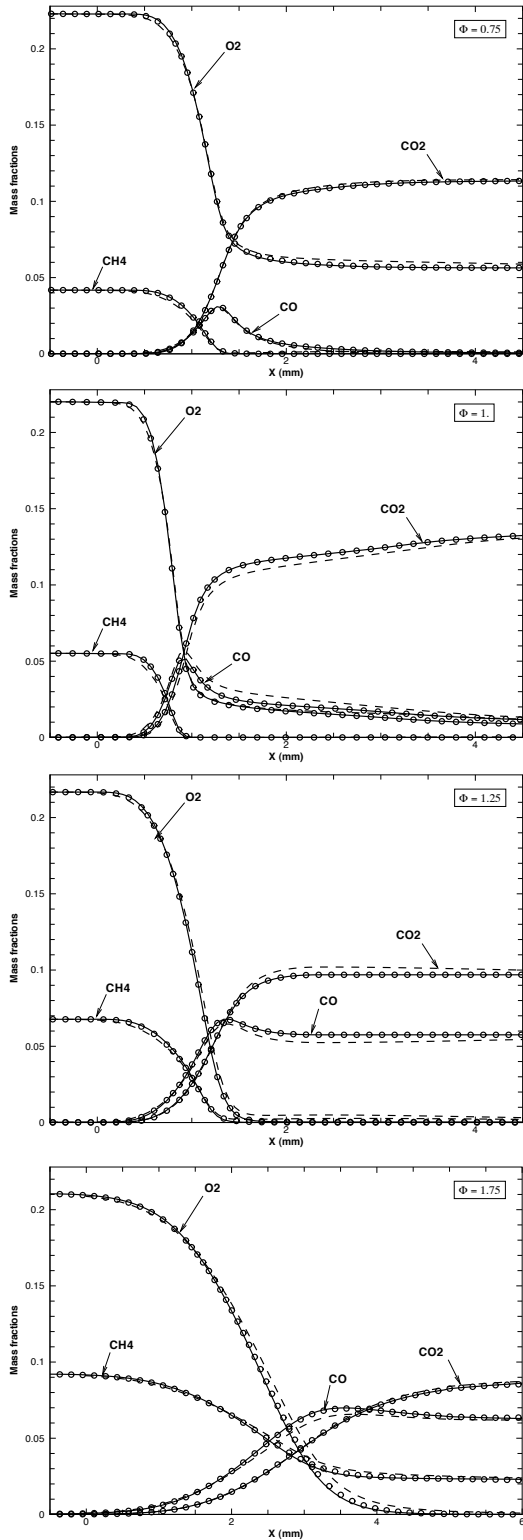 0.2
Φ = 0.75
O2
0.15
Mass fractions
CO2
0.1
CH4
0.05
CO
0
0
2
4
X (mm)
0.2
Φ = 1.
O2
0.15
Mass fractions
CO2
0.1
CH4
0.05
CO
0
0
2
4
X (mm)
0.2
Φ = 1.25
O2
0.15
Mass fractions
CO2
0.1
CH4
CO
0.05
0
0
2
4
X (mm)
0.2
Φ = 1.75
O2
0.15
Mass fractions
CH4
CO
CO2
0.1
0.05
0
0
2
4
6
X (mm)